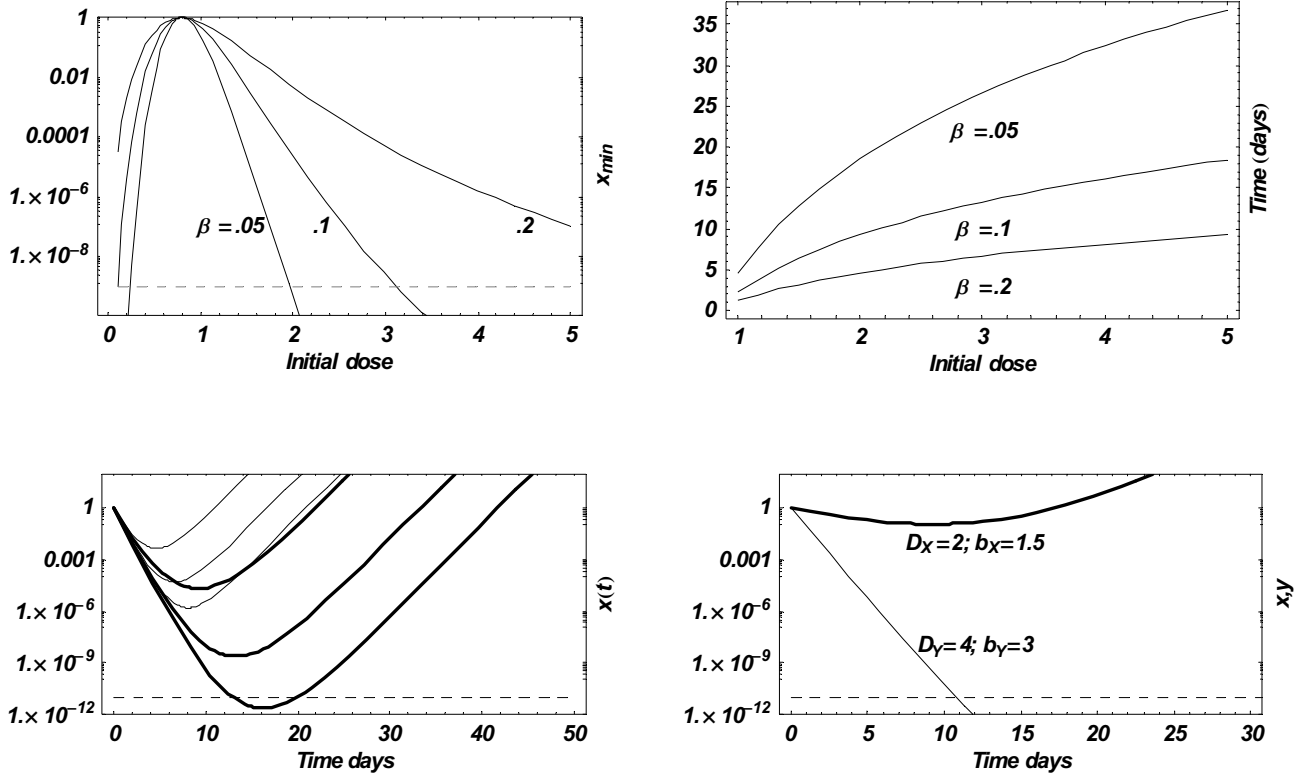 1
0.01
0.0001
1.×10⁻⁶
1.×10⁻⁸
β =.05
.1
.2
x_min
0 1 2 3 4 5
Initial dose
35
30
25
20
15
10
5
0
β =.05
β =.1
β =.2
Time (days)
1 2 3 4 5
Initial dose
1
0.001
1.×10⁻⁶
1.×10⁻⁹
1.×10⁻¹²
x(t)
0 10 20 30 40 50
Time days
1
0.001
1.×10⁻⁶
1.×10⁻⁹
1.×10⁻¹²
D_X=2; b_X=1.5
D_Y=4; b_Y=3
x,y
0 5 10 15 20 25 30
Time days